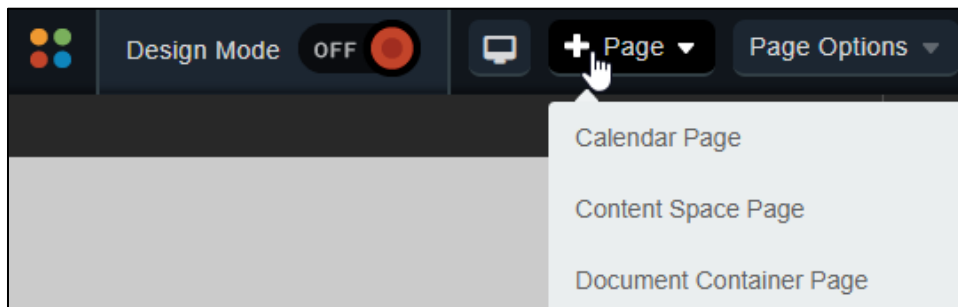 Design Mode OFF Page Page Options
Calendar Page
Content Space Page
Document Container Page